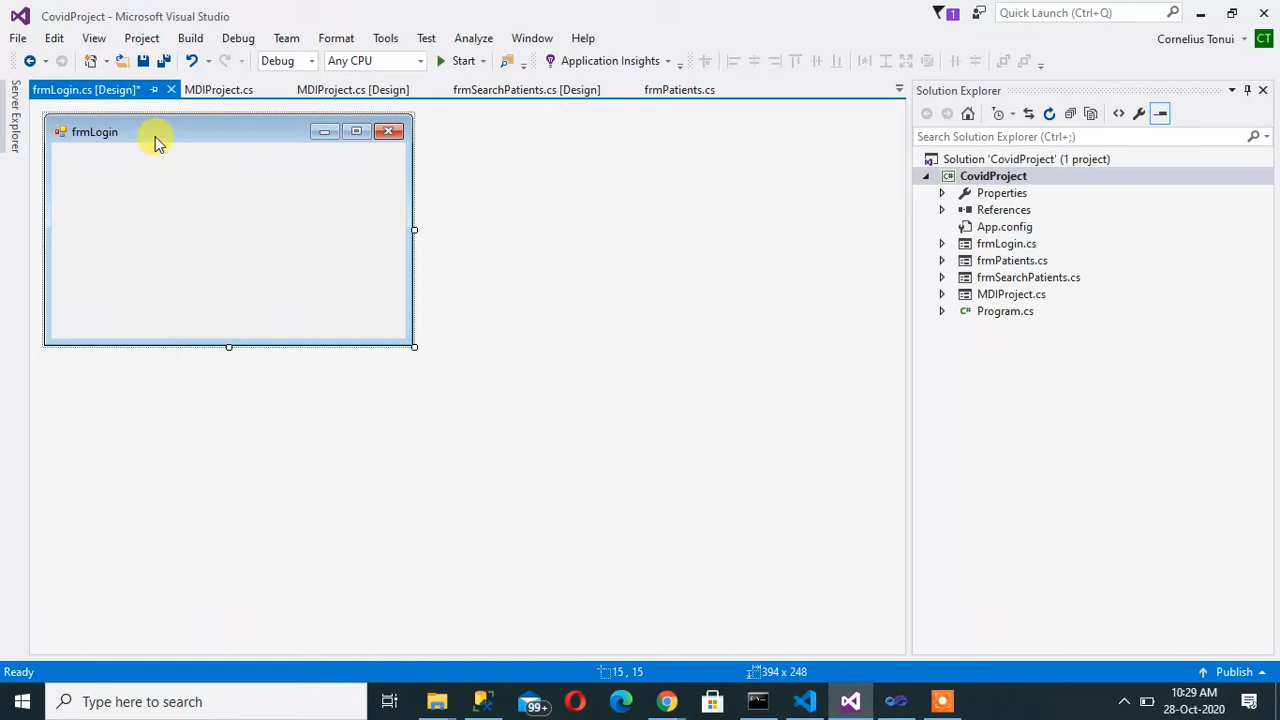 CovidProject - Microsoft Visual Studio
1
Quick Launch (Ctrl+Q)
File Edit View Project Build Debug Team Format Tools Test Analyze Window Help
Cornelius Tonui CT
Debug Any CPU Start Application Insights
Server Explorer
frmLogin.cs [Design]* MDIProject.cs MDIProject.cs [Design] frmSearchPatients.cs [Design] frmPatients.cs
Solution Explorer
frmLogin
Search Solution Explorer (Ctrl+;)
Solution 'CovidProject' (1 project)
C# CovidProject
Properties
References
App.config
frmLogin.cs
frmPatients.cs
frmSearchPatients.cs
MDIProject.cs
C# Program.cs
Ready 15, 15 394 x 248 Publish
Type here to search
99+
10:29 AM
28-Oct-2020